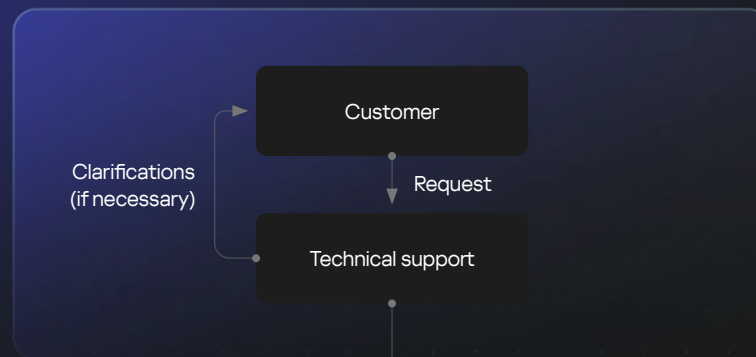 Customer
Clarifications
(if necessary)
Request
Technical support